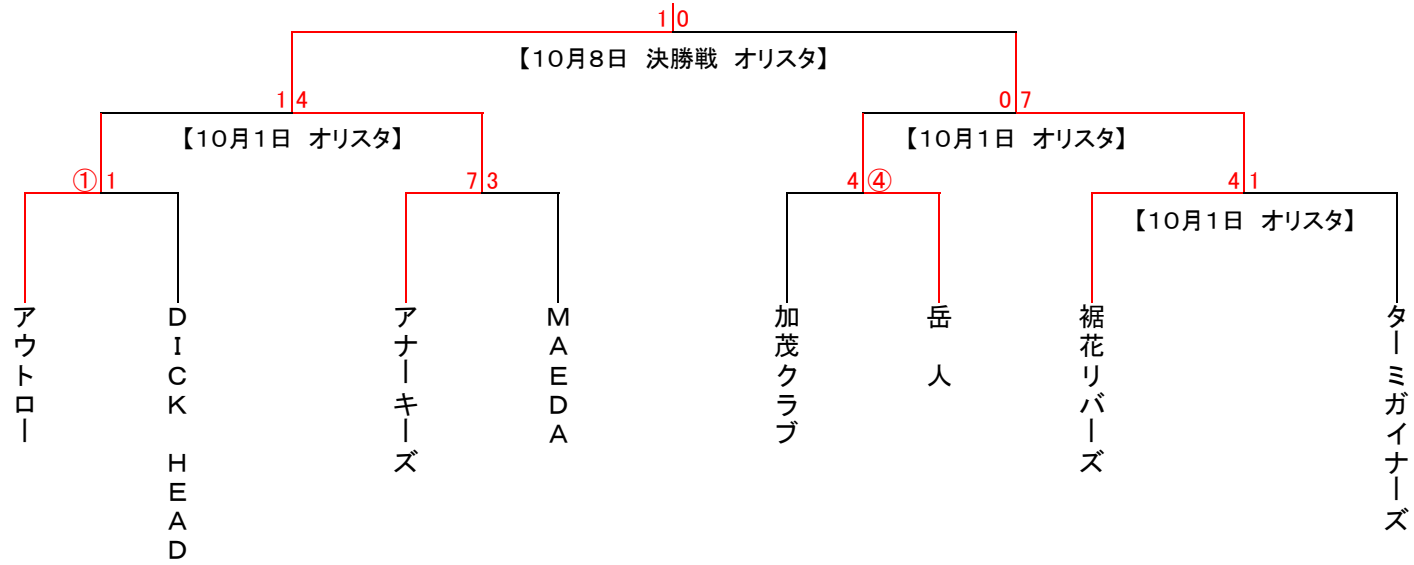 1 0
【10月8日 決勝戦 オリスタ】
1 4
0 7
【10月1日 オリスタ】
【10月1日 オリスタ】
① 1
7 3
4 ④
4 1
【10月1日 オリスタ】
アウトロー
DICK HEAD
アナーキーズ
MAEDA
加茂クラブ
岳 人
裾花リバーズ
ターミガイナーズ